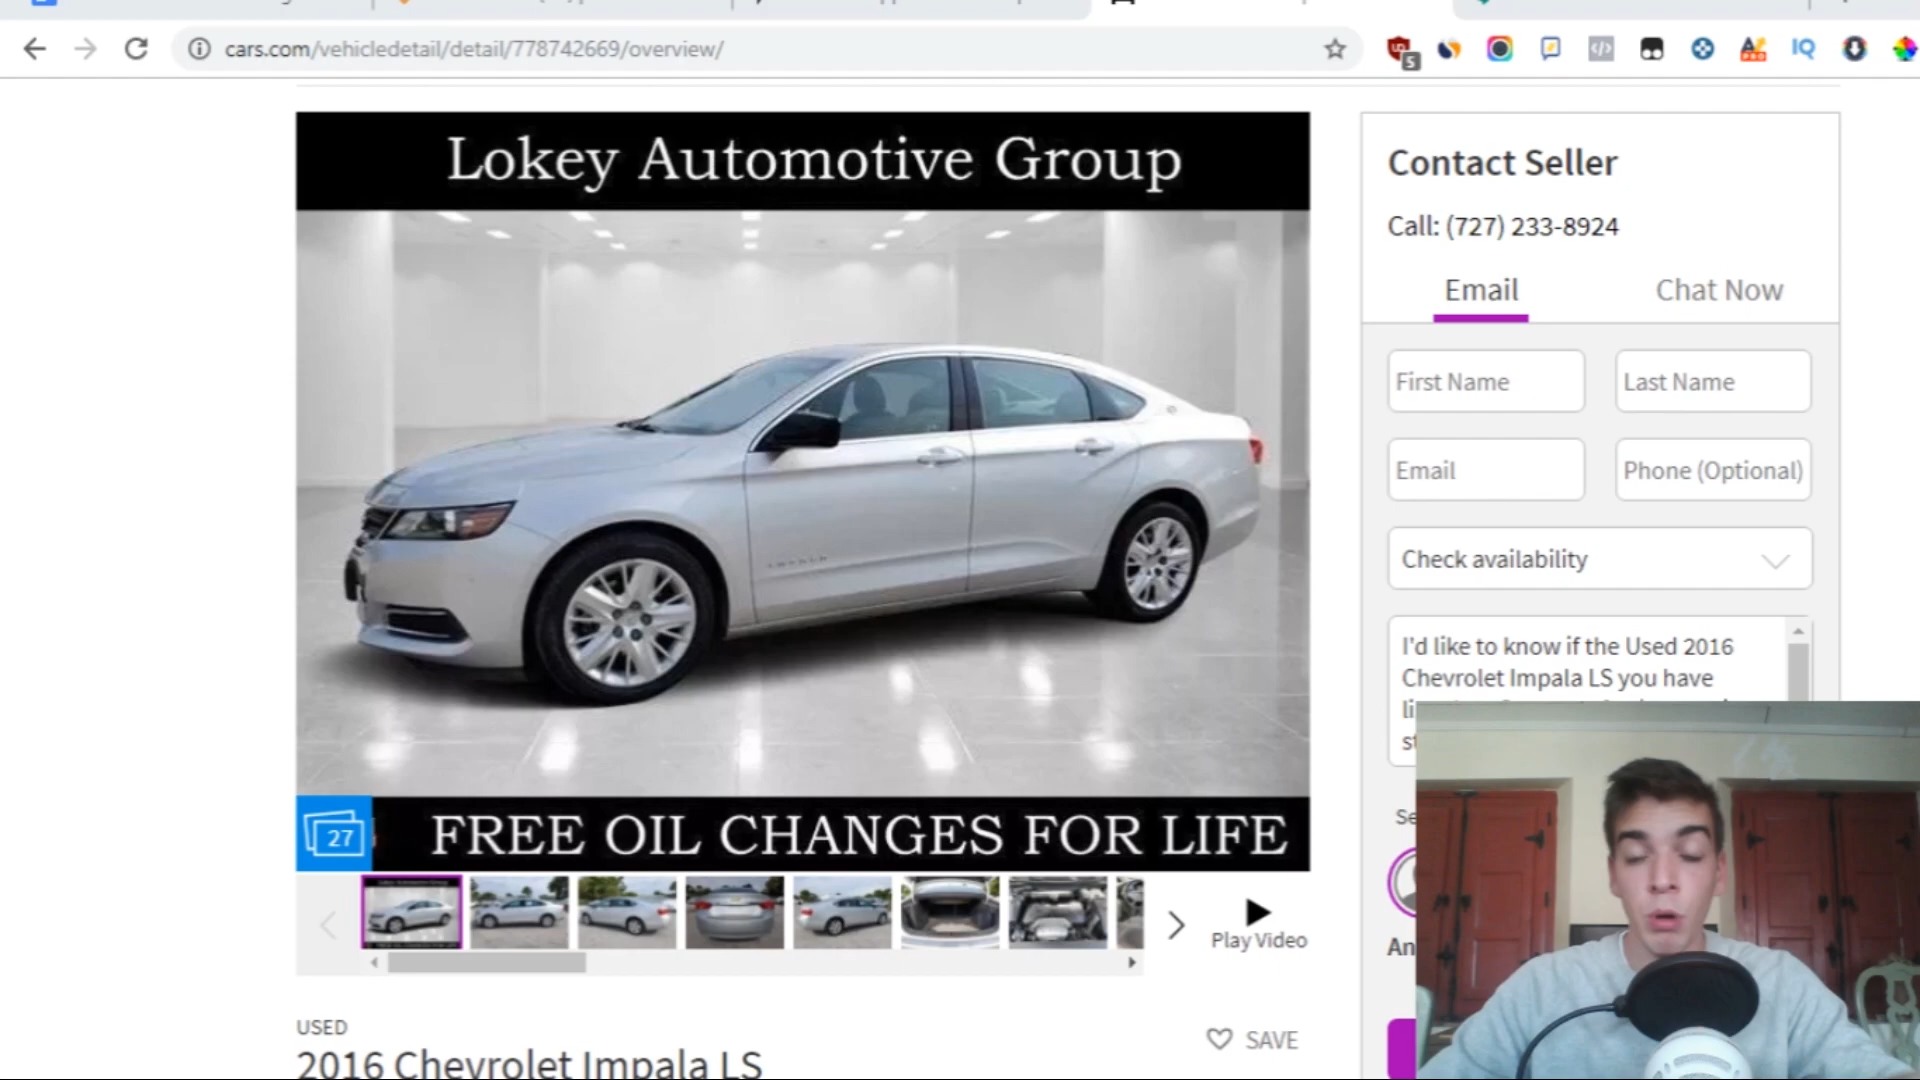 cars.com/vehicledetail/detail/778742669/overview/
5
IQ
Lokey Automotive Group
FREE OIL CHANGES FOR LIFE
27
Play Video
USED
2016 Chevrolet Impala LS
SAVE
Contact Seller
Call: (727) 233-8924
Email
Chat Now
First Name
Last Name
Email
Phone (Optional)
Check availability
I'd like to know if the Used 2016
Chevrolet Impala LS you have